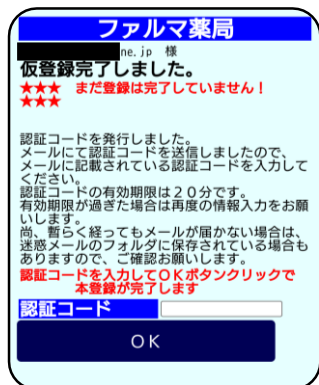 ファルマ薬局
ne.jp 様
仮登録完了しました。
★★★ まだ登録は完了していません！
★★★
認証コードを発行しました。
メールにて認証コードを送信しましたので、
メールに記載されている認証コードを入力して
ください。
認証コードの有効期限は２０分です。
有効期限が過ぎた場合は再度の情報入力をお願
いします。
尚、暫らく経ってもメールが届かない場合は、
迷惑メールのフォルダに保存されている場合も
ありますので、ご確認お願いします。
認証コードを入力してＯＫボタンクリックで
本登録が完了します
認証コード
ＯＫ